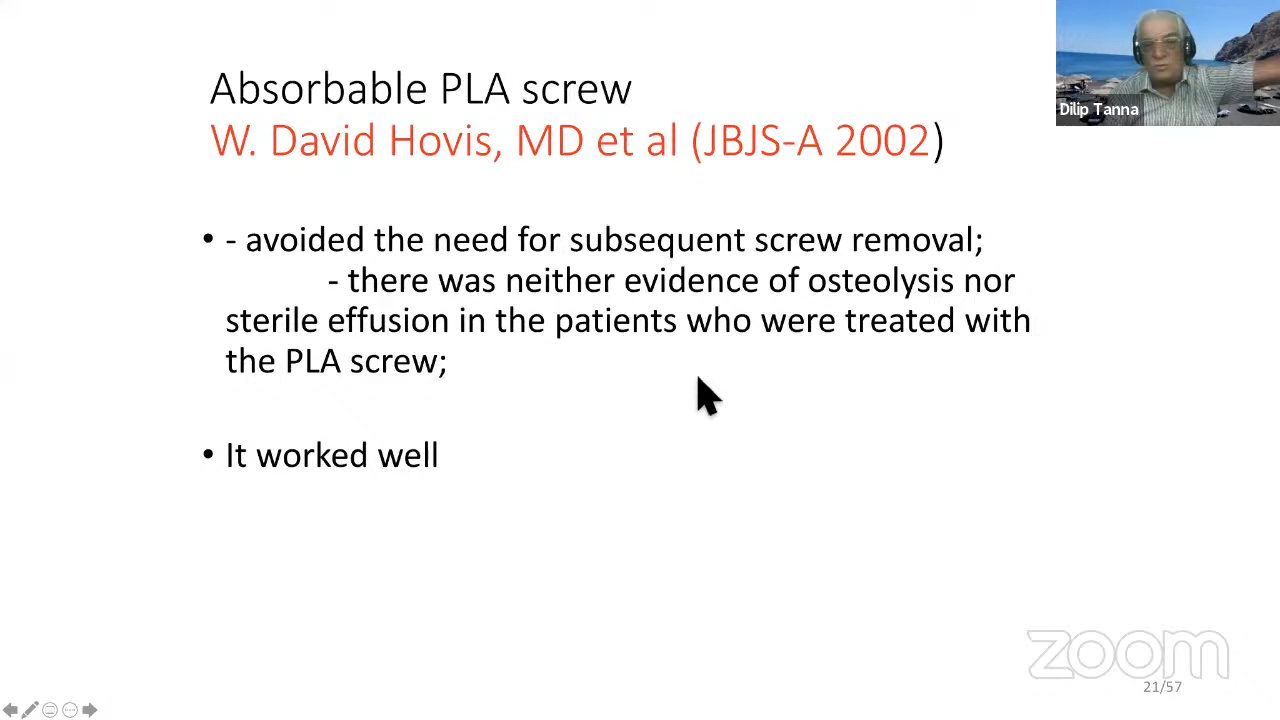 Absorbable PLA screw
W. David Hovis, MD et al (JBJS-A 2002)
• - avoided the need for subsequent screw removal;
- there was neither evidence of osteolysis nor
sterile effusion in the patients who were treated with
the PLA screw;
• It worked well
Dilip Tanna
zoom
21/57